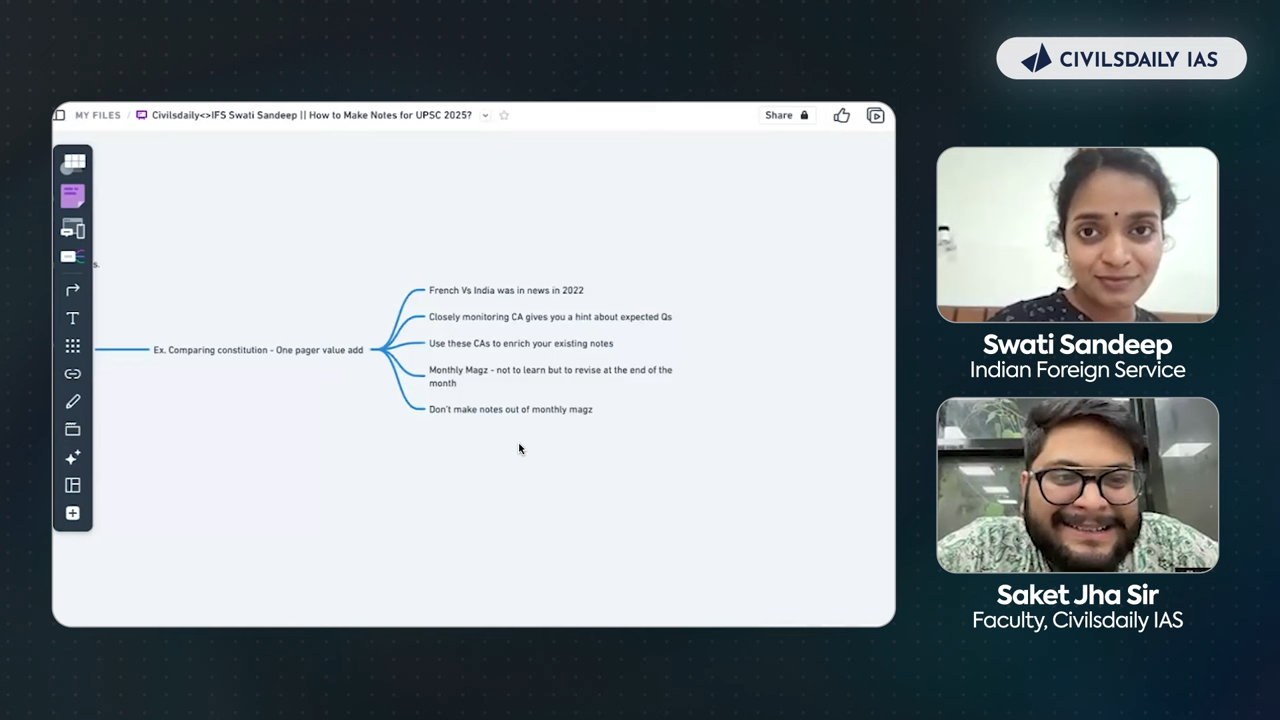 CIVILSDAILY IAS
MY FILES / Civilsdaily<>IFS Swati Sandeep || How to Make Notes for UPSC 2025?
Share
s.
Ex. Comparing constitution - One pager value add
French Vs India was in news in 2022
Closely monitoring CA gives you a hint about expected Qs
Use these CAs to enrich your existing notes
Monthly Magz - not to learn but to revise at the end of the
month
Don't make notes out of monthly magz
Swati Sandeep
Indian Foreign Service
Saket Jha Sir
Faculty, Civilsdaily IAS